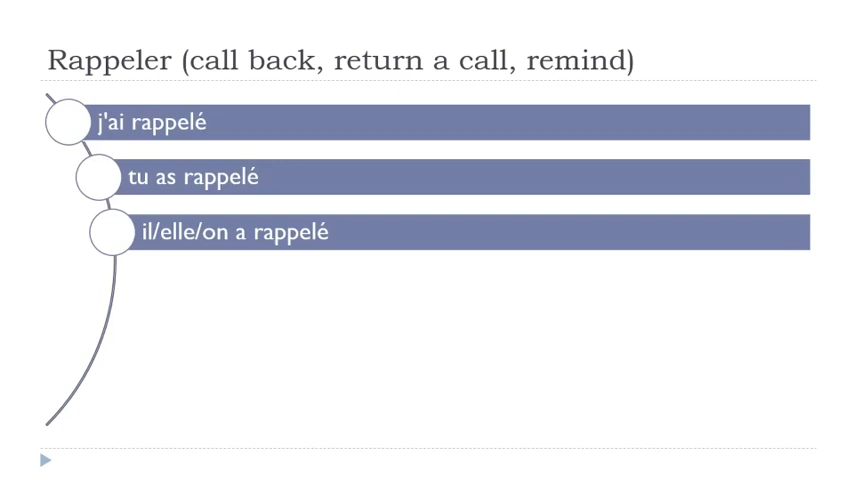 Rappeler (call back, return a call, remind)
j'ai rappelé
tu as rappelé
il/elle/on a rappelé